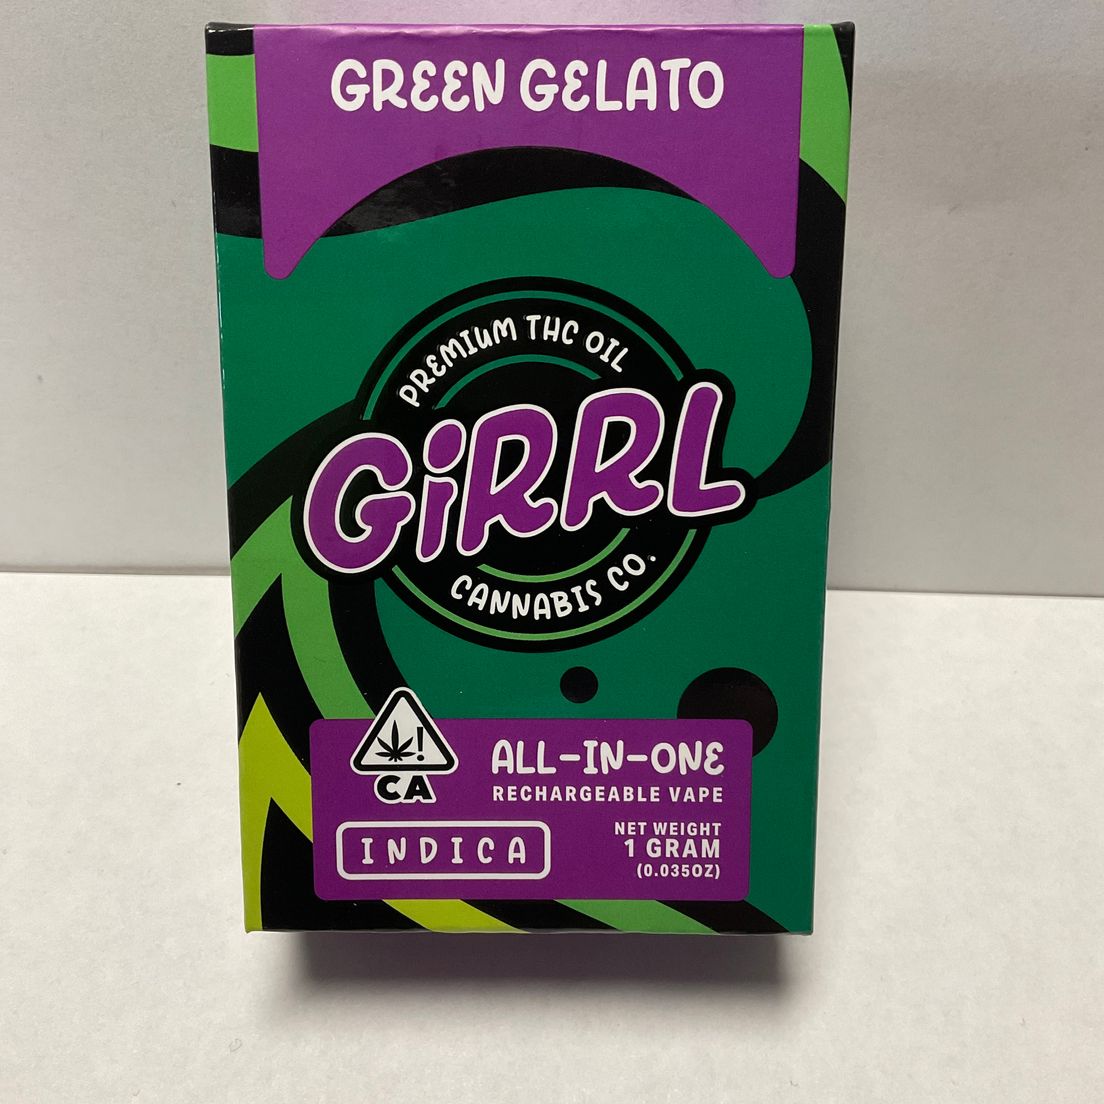 GREEN GELATO
PREMIUM THC OIL
GiRRL
CANNABIS CO.
!
CA
ALL-IN-ONE
RECHARGEABLE VAPE
INDICA
NET WEIGHT
1 GRAM
(0.035OZ)